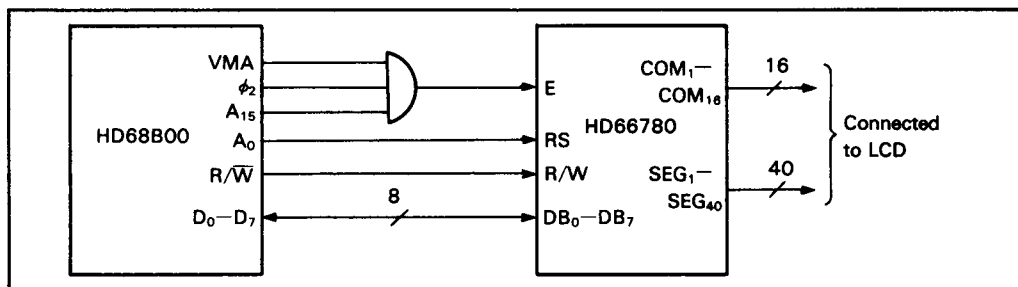 VMA
φ₂
A₁₅
HD68B00
A₀
R/W̅
D₀—D₇
8
E
RS
R/W
DB₀—DB₇
HD66780
COM₁—
COM₁₆
SEG₁—
SEG₄₀
16
40
Connected
to LCD